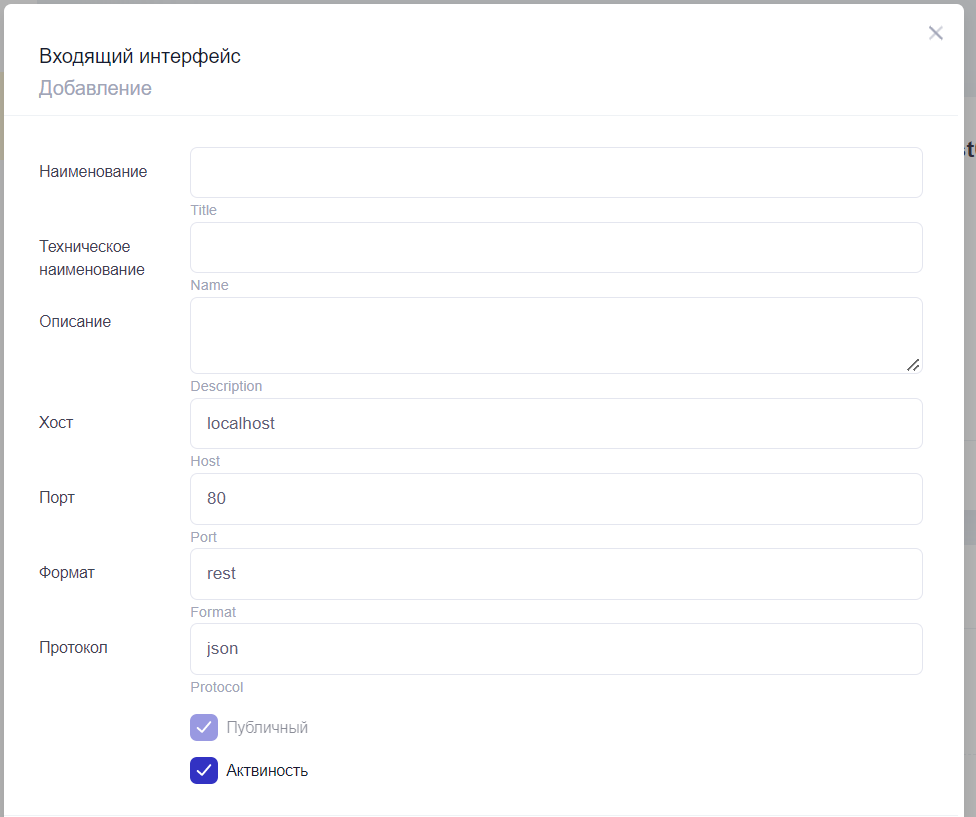 Входящий интерфейс
Добавление
Наименование
Title
Техническое
наименование
Name
Описание
Description
Хост
localhost
Host
Порт
80
Port
Формат
rest
Format
Протокол
json
Protocol
Публичный
Актвиность